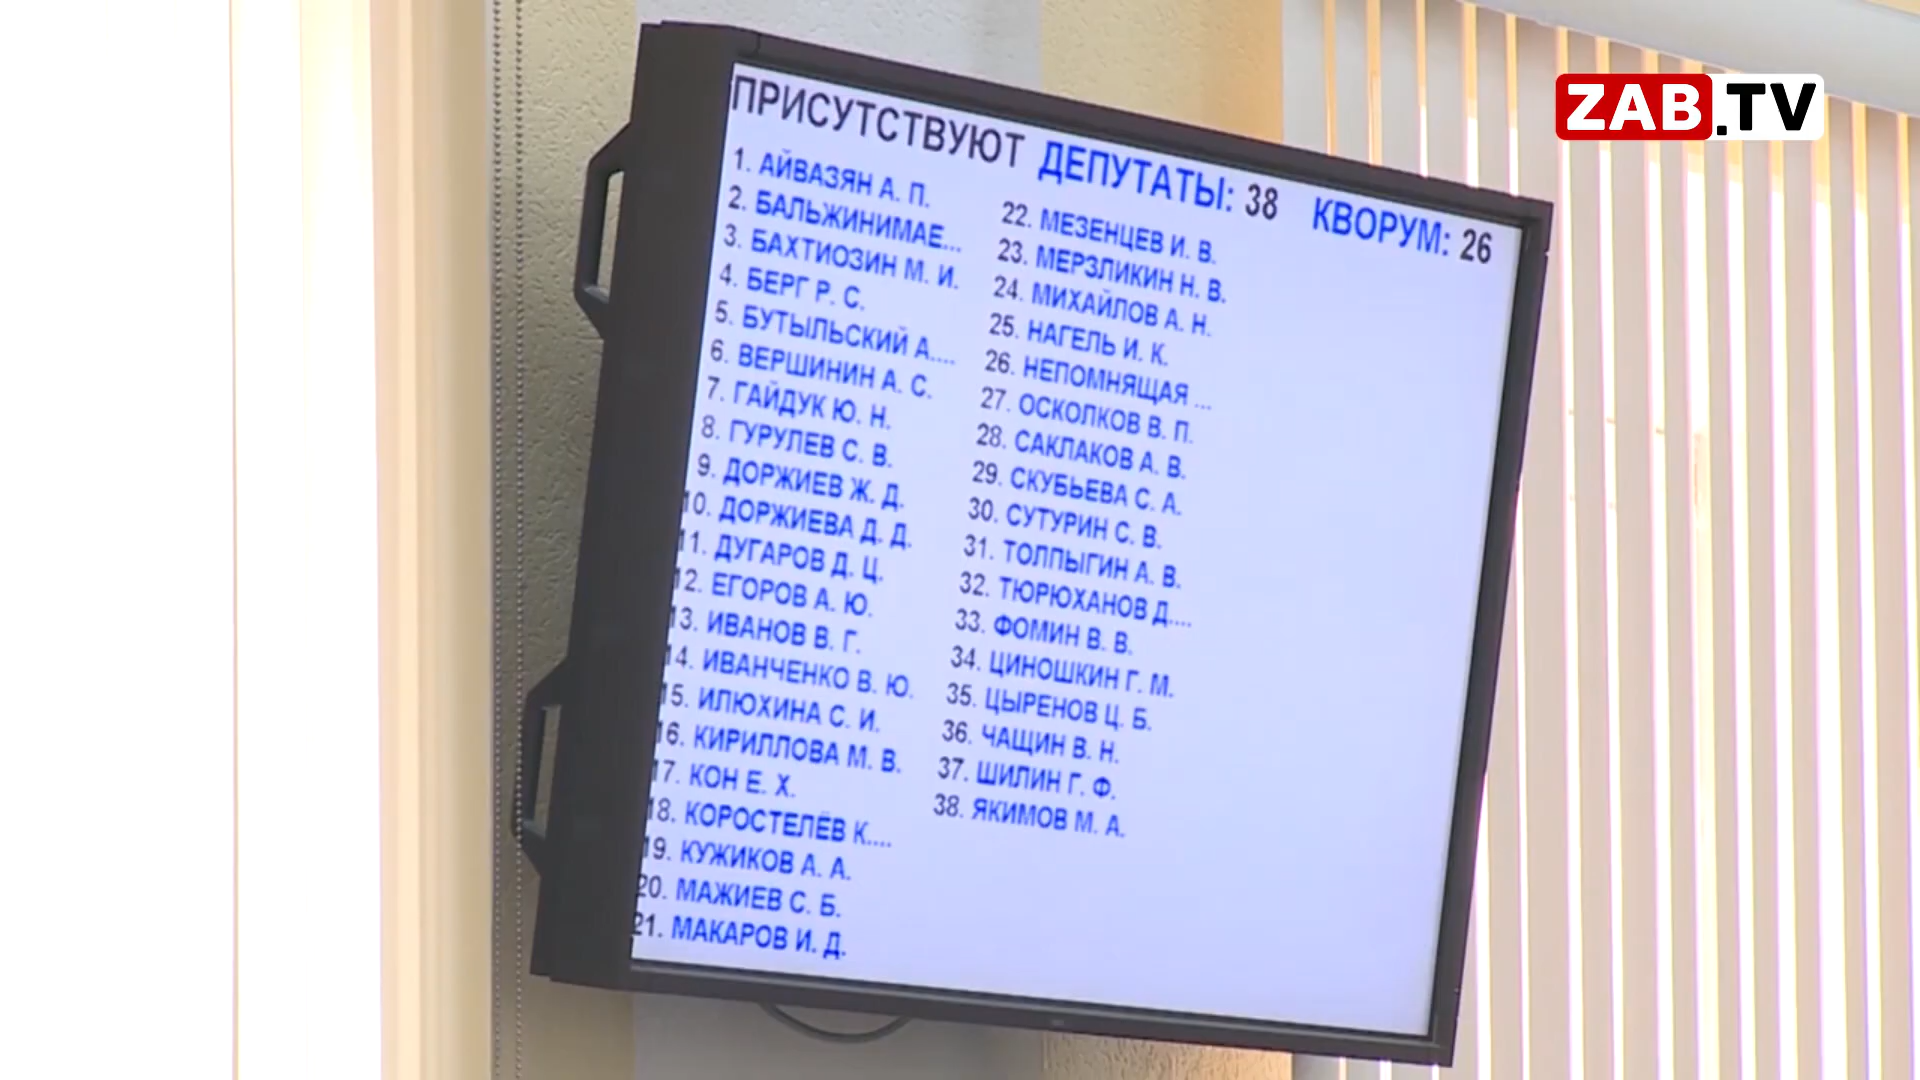 ZAB.TV
ПРИСУТСТВУЮТ ДЕПУТАТЫ: 38 КВОРУМ: 26
1. АЙВАЗЯН А. П.
2. БАЛЬЖИНИМАЕ...
3. БАХТИОЗИН М. И.
4. БЕРГ Р. С.
5. БУТЫЛЬСКИЙ А....
6. ВЕРШИНИН А. С.
7. ГАЙДУК Ю. Н.
8. ГУРУЛЕВ С. В.
9. ДОРЖИЕВ Ж. Д.
10. ДОРЖИЕВА Д. Д.
11. ДУГАРОВ Д. Ц.
12. ЕГОРОВ А. Ю.
13. ИВАНОВ В. Г.
14. ИВАНЧЕНКО В. Ю.
15. ИЛЮХИНА С. И.
16. КИРИЛЛОВА М. В.
17. КОН Е. Х.
18. КОРОСТЕЛЁВ К....
19. КУЖИКОВ А. А.
20. МАЖИЕВ С. Б.
21. МАКАРОВ И. Д.
22. МЕЗЕНЦЕВ И. В.
23. МЕРЗЛИКИН Н. В.
24. МИХАЙЛОВ А. Н.
25. НАГЕЛЬ И. К.
26. НЕПОМНЯЩАЯ ...
27. ОСКОЛКОВ В. П.
28. САКЛАКОВ А. В.
29. СКУБЬЕВА С. А.
30. СУТУРИН С. В.
31. ТОЛПЫГИН А. В.
32. ТЮРЮХАНОВ Д....
33. ФОМИН В. В.
34. ЦИНОШКИН Г. М.
35. ЦЫРЕНОВ Ц. Б.
36. ЧАЩИН В. Н.
37. ШИЛИН Г. Ф.
38. ЯКИМОВ М. А.